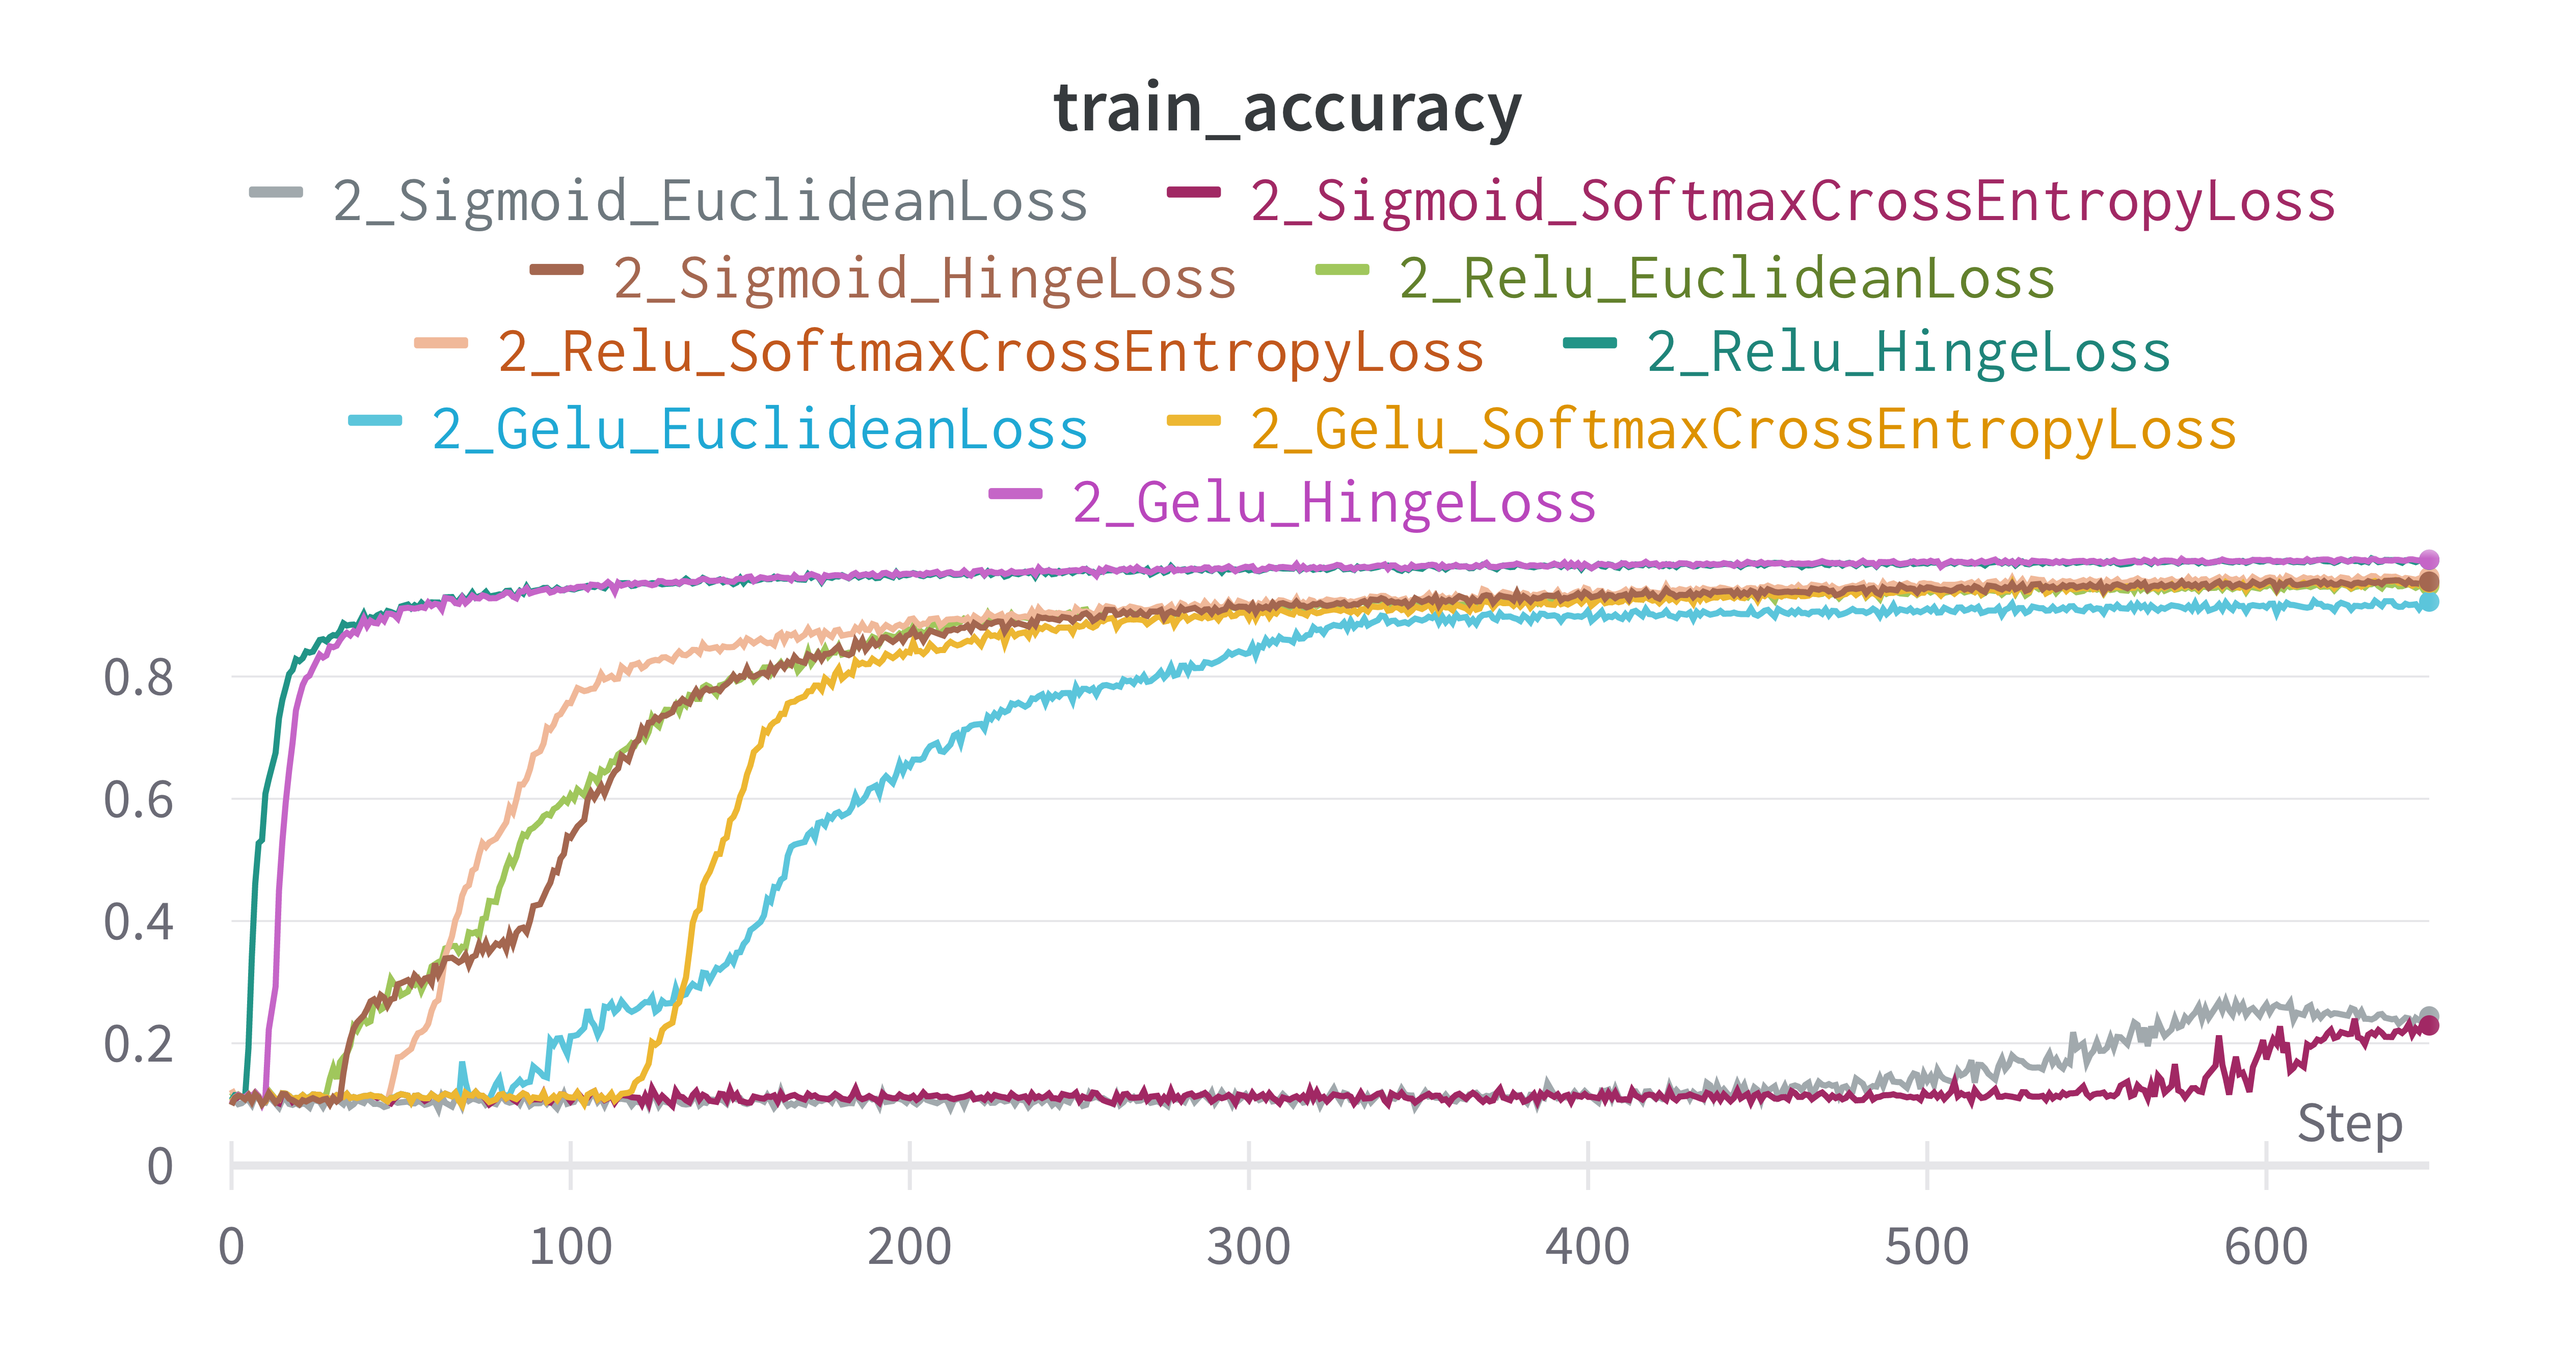 train_accuracy
2_Sigmoid_EuclideanLoss 2_Sigmoid_SoftmaxCrossEntropyLoss
2_Sigmoid_HingeLoss 2_Relu_EuclideanLoss
2_Relu_SoftmaxCrossEntropyLoss 2_Relu_HingeLoss
2_Gelu_EuclideanLoss 2_Gelu_SoftmaxCrossEntropyLoss
2_Gelu_HingeLoss
0.8
0.6
0.4
0.2
Step
0
0 100 200 300 400 500 600